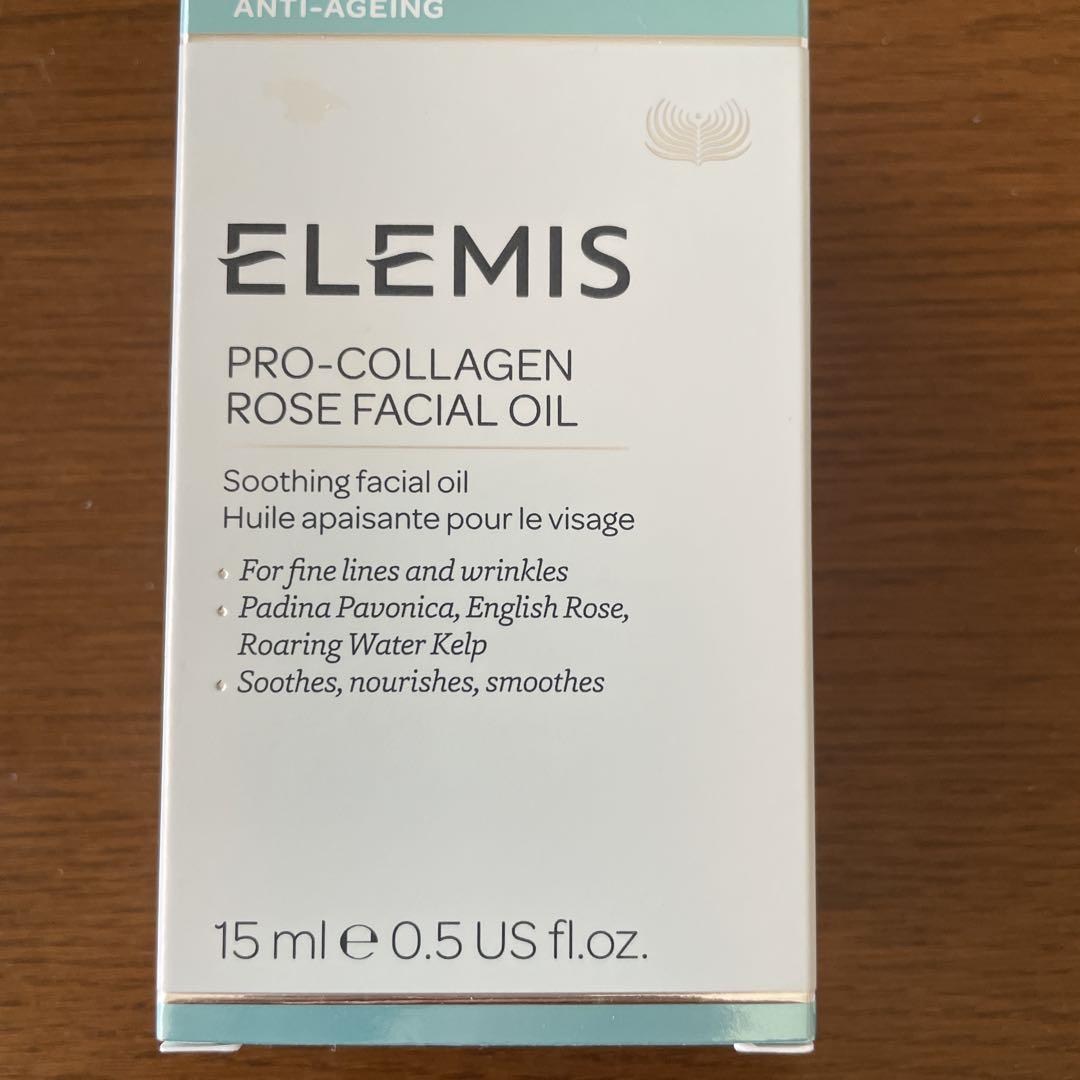 ANTI-AGEING
ELEMIS
PRO-COLLAGEN
ROSE FACIAL OIL
Soothing facial oil
Huile apaisante pour le visage
For fine lines and wrinkles
Padina Pavonica, English Rose,
Roaring Water Kelp
Soothes, nourishes, smoothes
15 ml ℮ 0.5 US fl.oz.